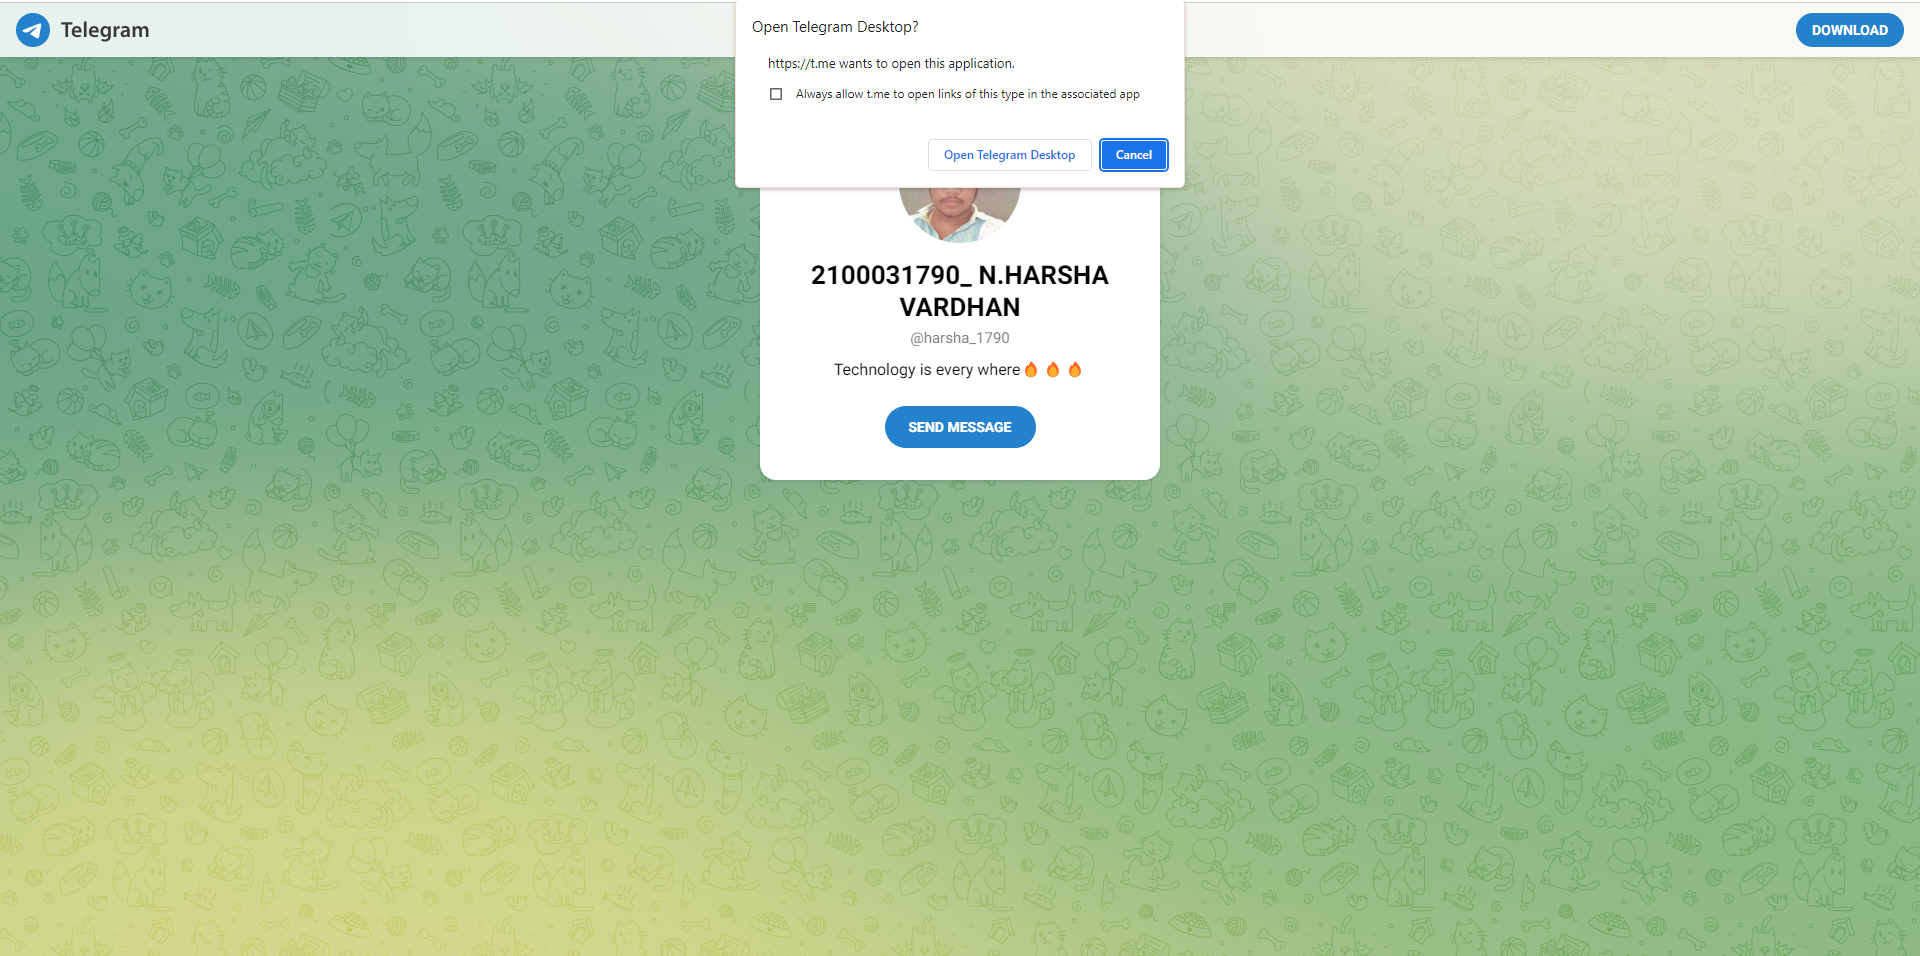 Telegram
DOWNLOAD
Open Telegram Desktop?
https://t.me wants to open this application.
Always allow t.me to open links of this type in the associated app
Open Telegram Desktop
Cancel
2100031790_ N.HARSHA
VARDHAN
@harsha_1790
Technology is every where🔥 🔥 🔥
SEND MESSAGE